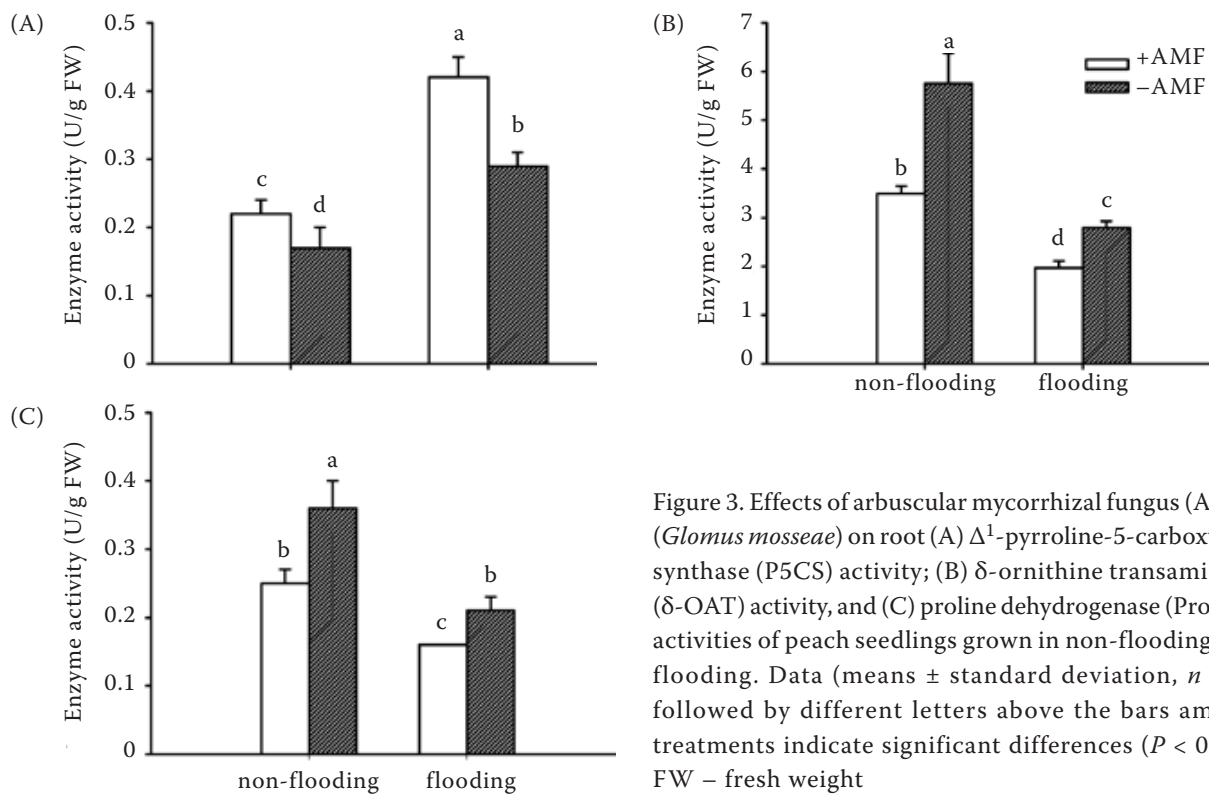 (A)
Enzyme activity (U/g FW)
0.5
0.4
0.3
0.2
0.1
0
c
d
a
b
(B)
Enzyme activity (U/g FW)
7
6
5
4
3
2
1
0
b
a
d
c
+AMF
–AMF
non-flooding flooding
(C)
Enzyme activity (U/g FW)
0.5
0.4
0.3
0.2
0.1
0
b
a
c
b
non-flooding flooding
Figure 3. Effects of arbuscular mycorrhizal fungus (A
(Glomus mosseae) on root (A) Δ¹-pyrroline-5-carbox
synthase (P5CS) activity; (B) δ-ornithine transami
(δ-OAT) activity, and (C) proline dehydrogenase (Pro
activities of peach seedlings grown in non-flooding
flooding. Data (means ± standard deviation, n
followed by different letters above the bars am
treatments indicate significant differences (P < 0
FW – fresh weight